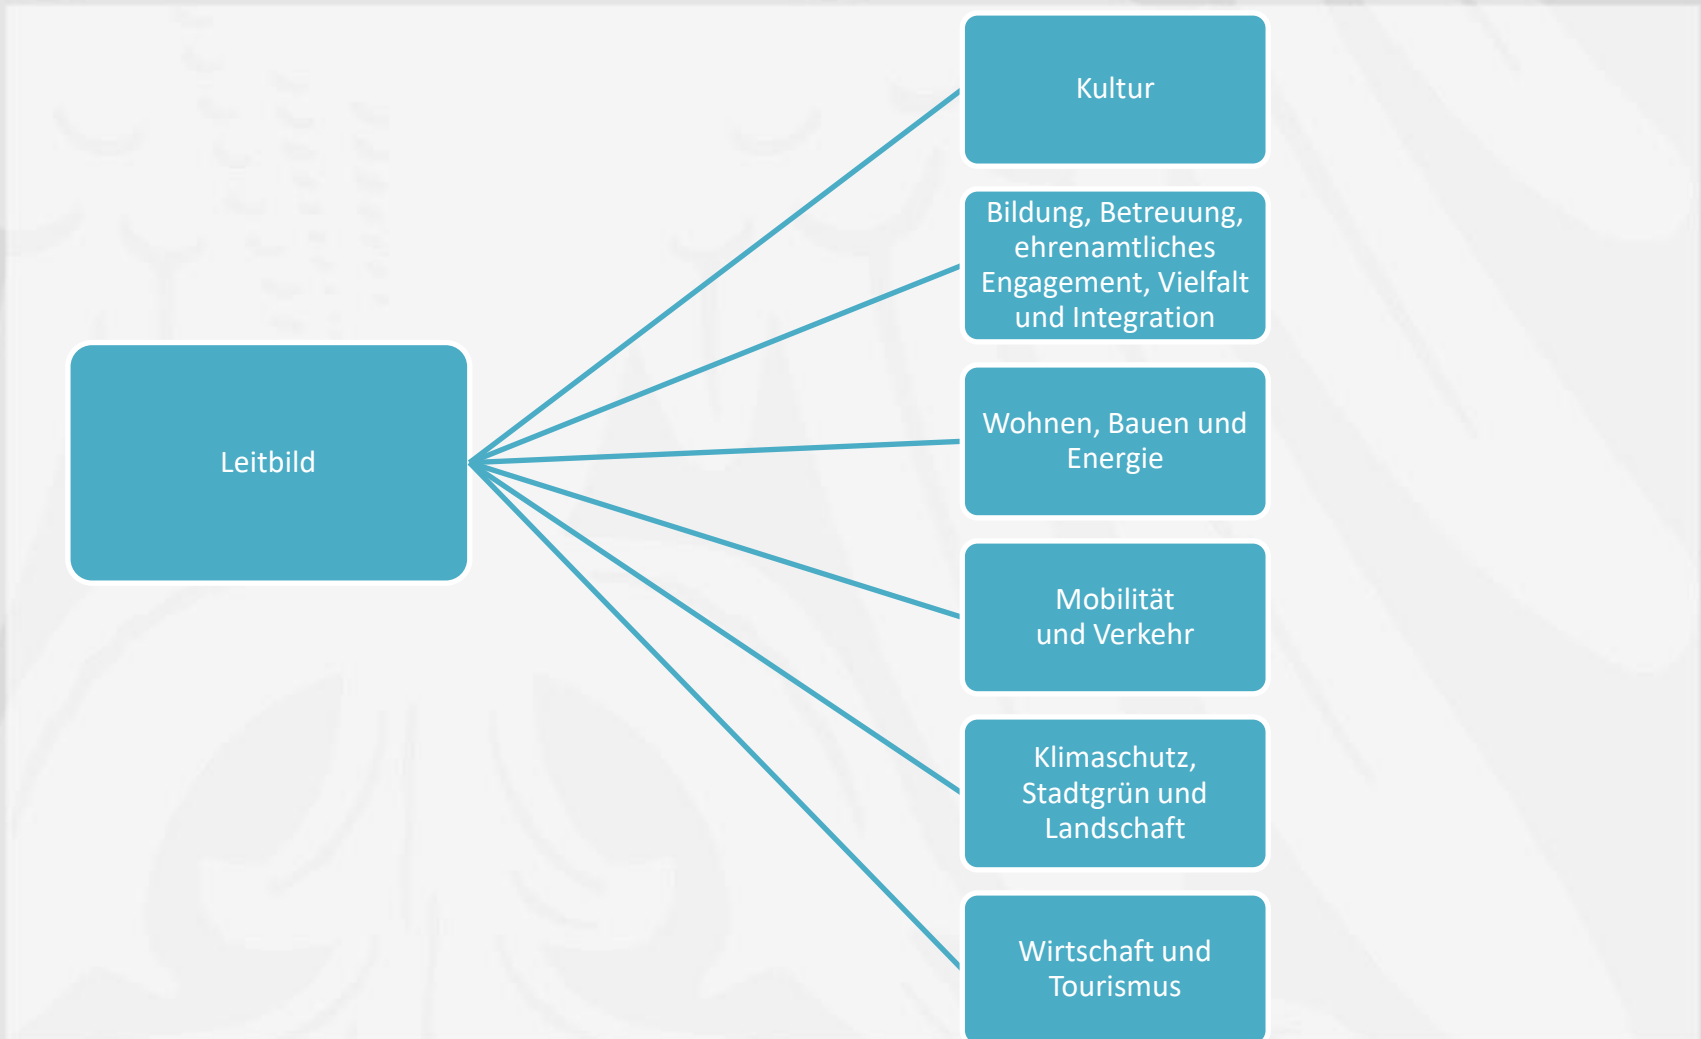 Leitbild
Kultur
Bildung, Betreuung,
ehrenamtliches
Engagement, Vielfalt
und Integration
Wohnen, Bauen und
Energie
Mobilität
und Verkehr
Klimaschutz,
Stadtgrün und
Landschaft
Wirtschaft und
Tourismus